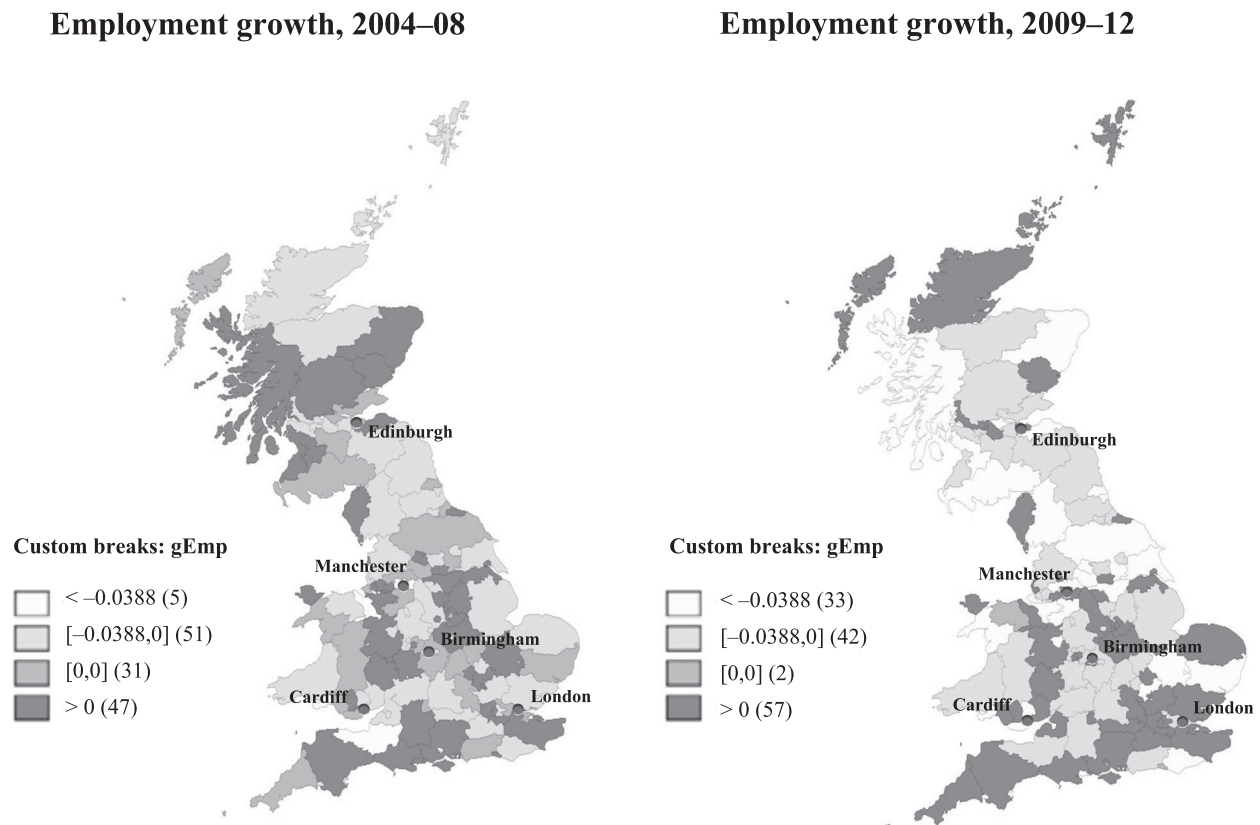 Employment growth, 2004–08
Edinburgh
Custom breaks: gEmp
Manchester
< –0.0388 (5)
[–0.0388,0] (51)
Birmingham
[0,0] (31)
Cardiff
London
> 0 (47)
Employment growth, 2009–12
Edinburgh
Custom breaks: gEmp
Manchester
< –0.0388 (33)
[–0.0388,0] (42)
Birmingham
[0,0] (2)
Cardiff
London
> 0 (57)